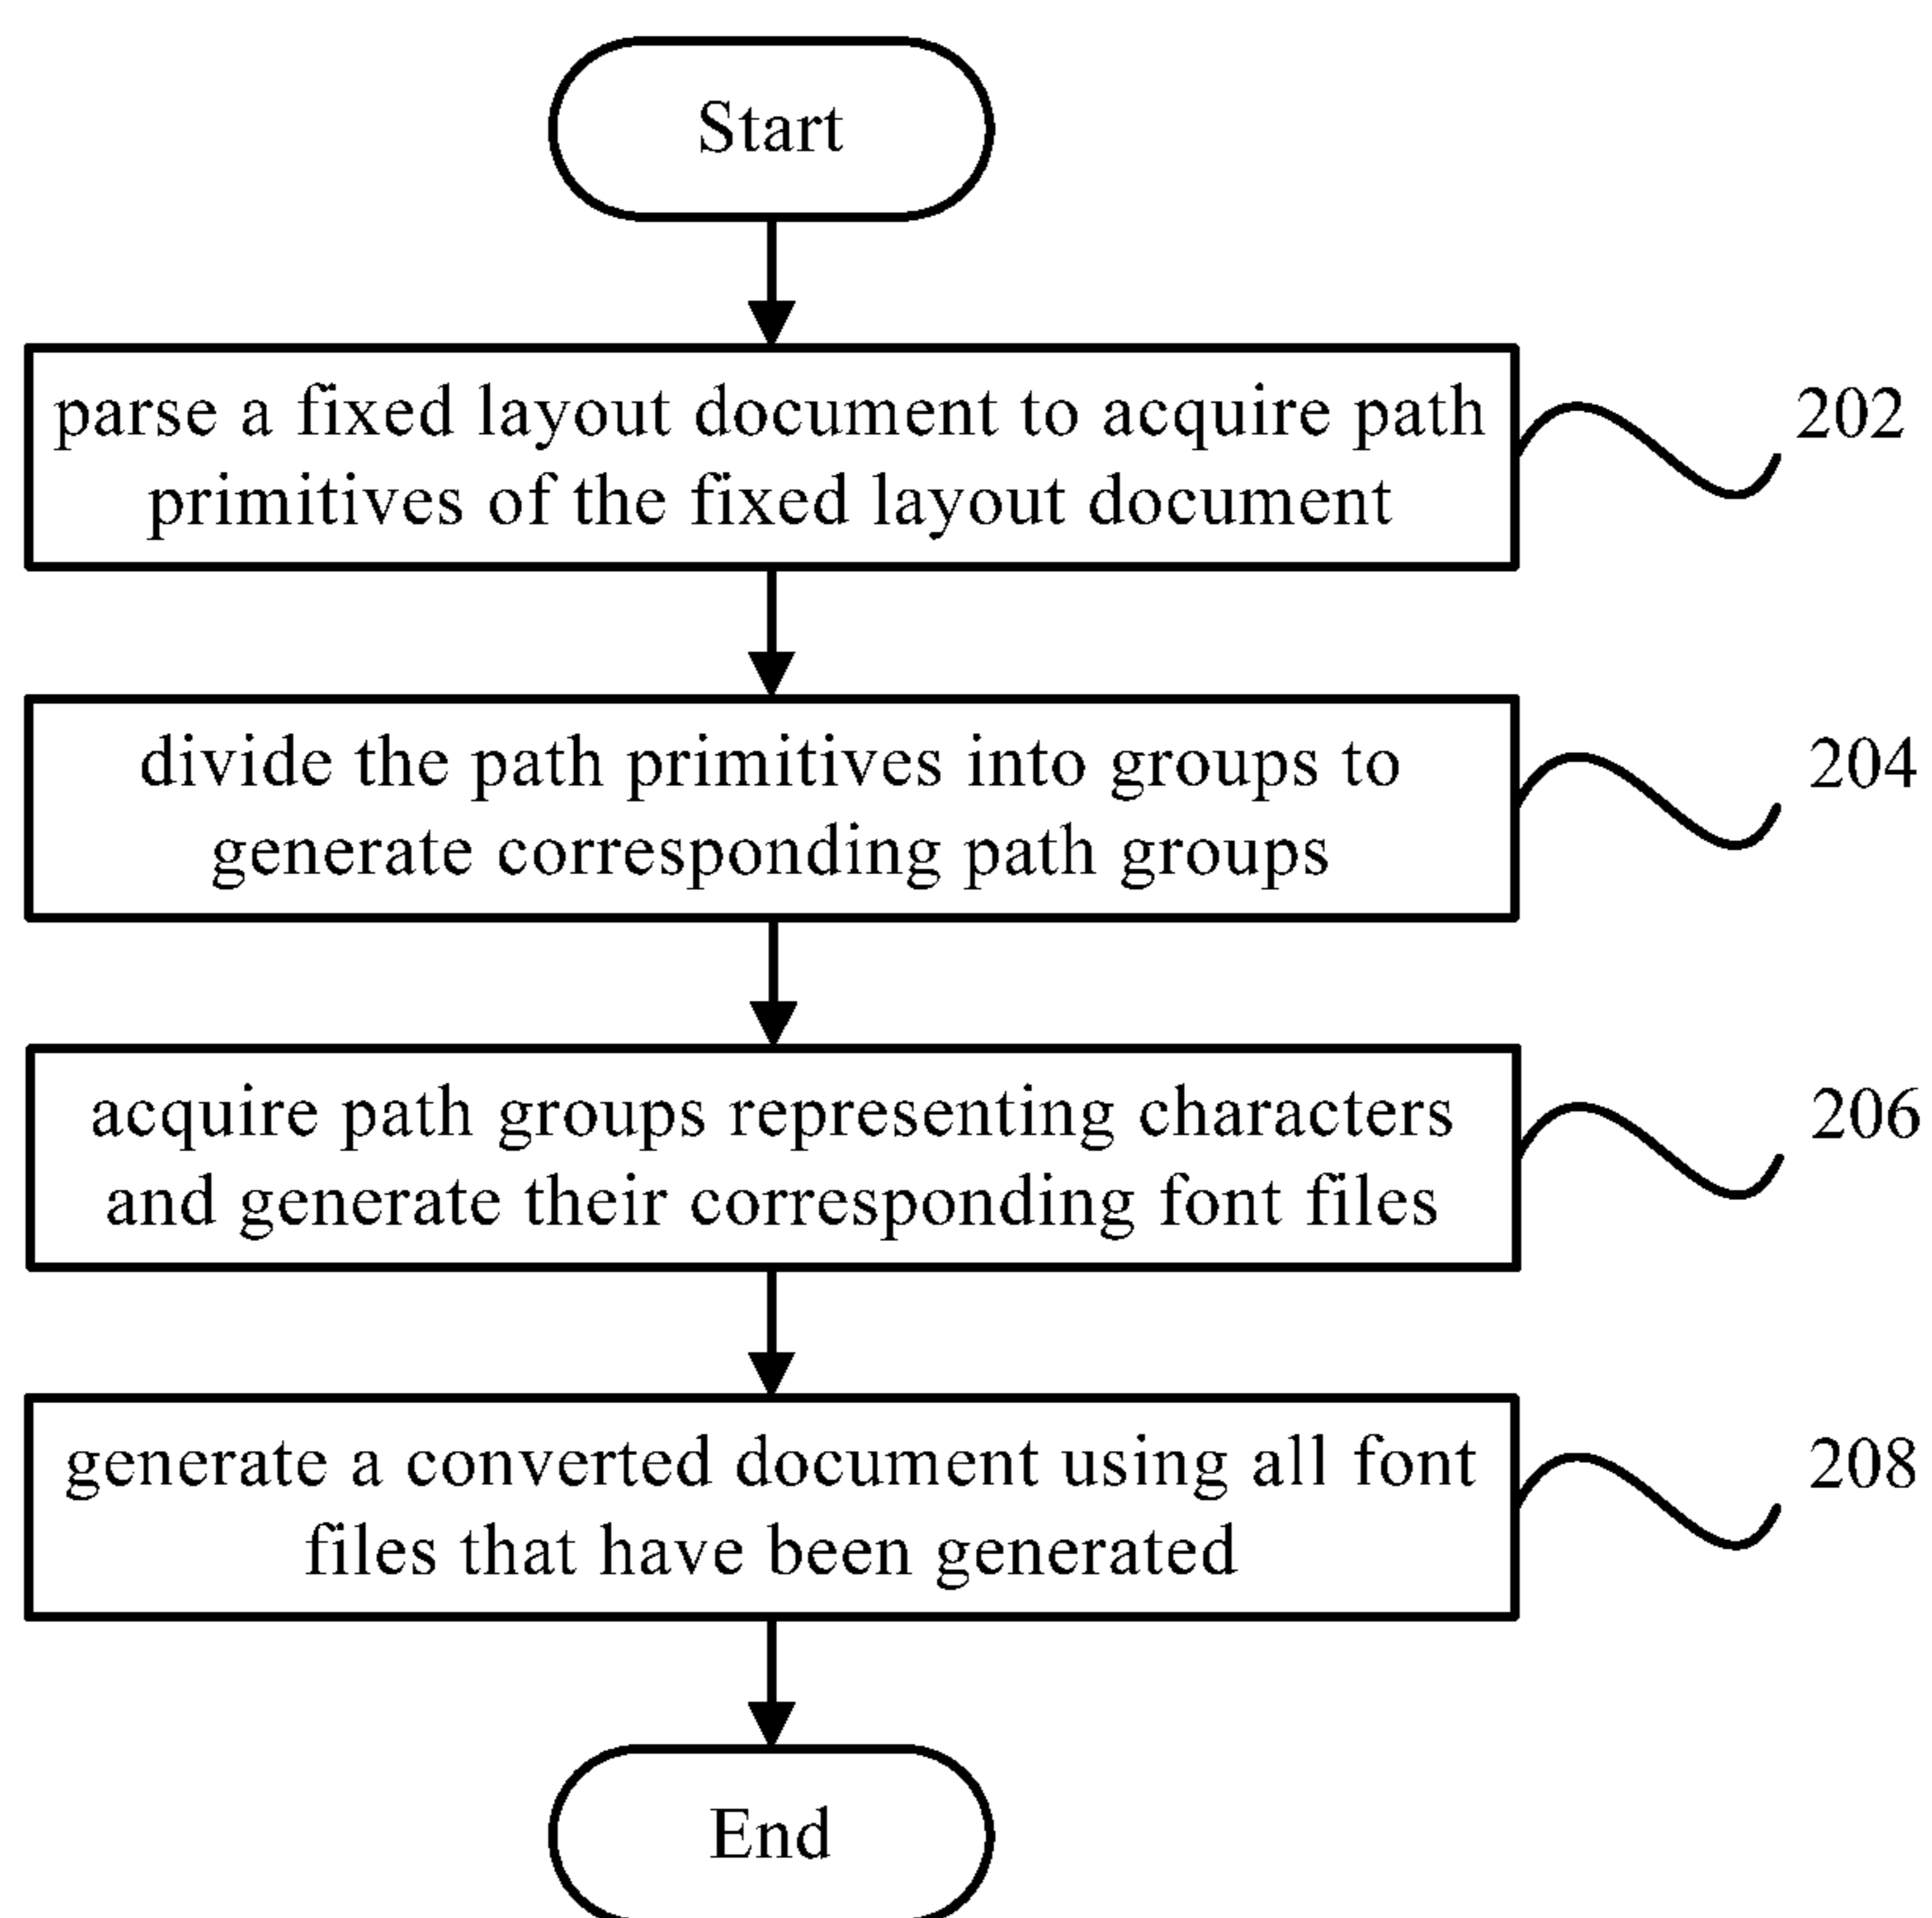 Start
parse a fixed layout document to acquire path
primitives of the fixed layout document
202
divide the path primitives into groups to
generate corresponding path groups
204
acquire path groups representing characters
and generate their corresponding font files
206
generate a converted document using all font
files that have been generated
208
End